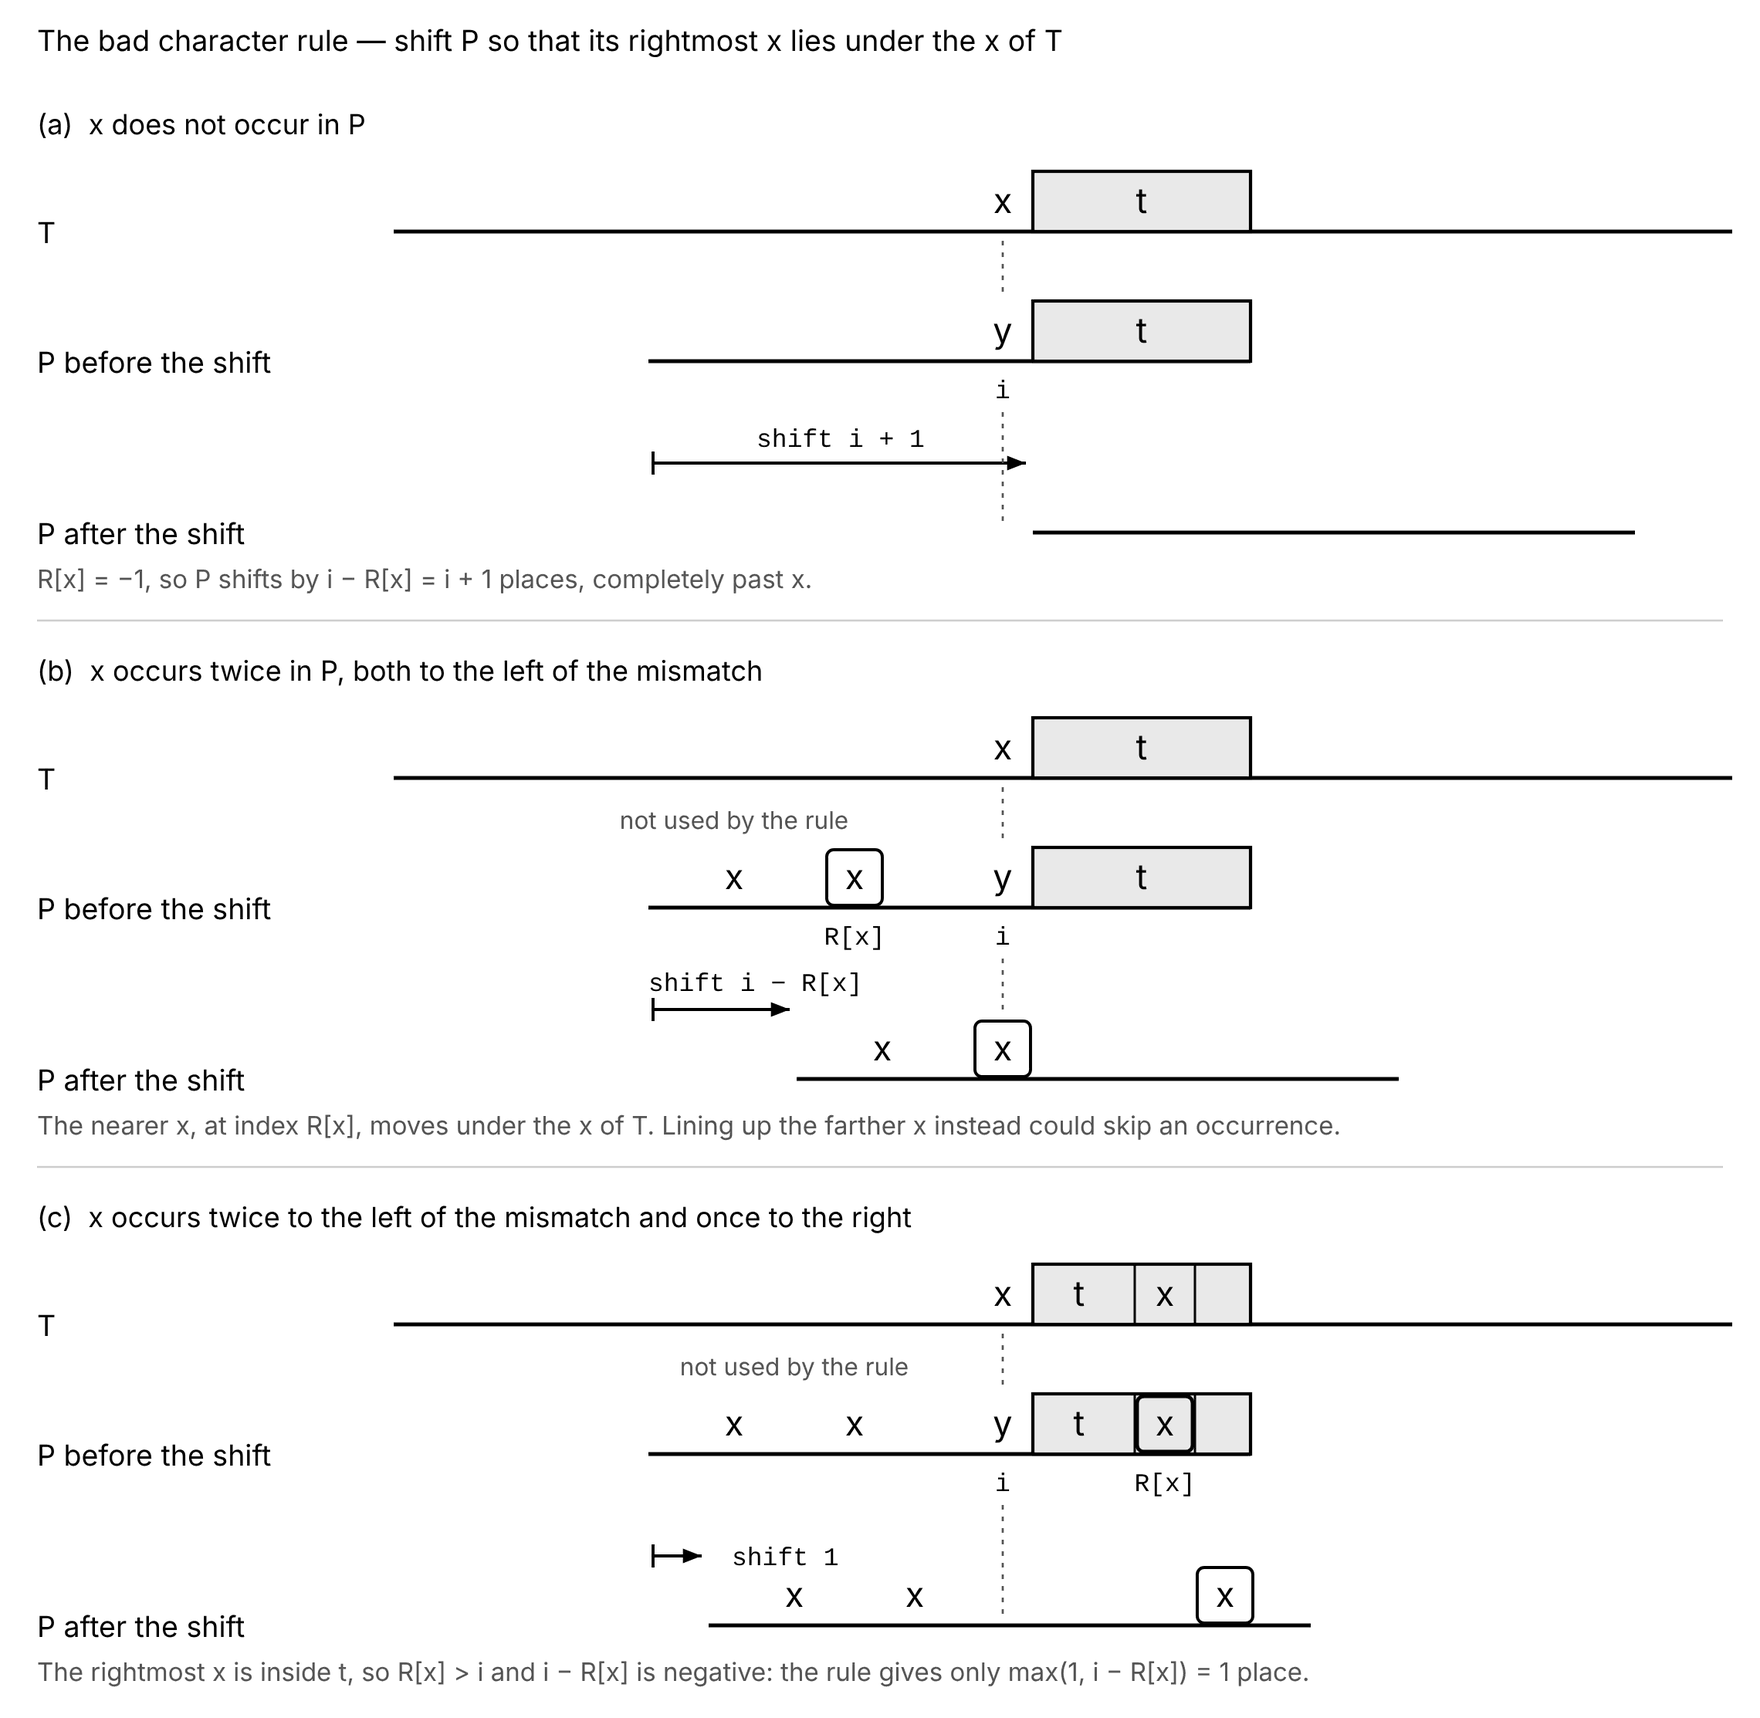 The bad character rule — shift P so that its rightmost x lies under the x of T
(a) x does not occur in P
x t
T
y t
P before the shift
i
shift i + 1
P after the shift
R[x] = −1, so P shifts by i − R[x] = i + 1 places, completely past x.
(b) x occurs twice in P, both to the left of the mismatch
x t
T
not used by the rule
x x y t
P before the shift
R[x] i
shift i − R[x]
x x
P after the shift
The nearer x, at index R[x], moves under the x of T. Lining up the farther x instead could skip an occurrence.
(c) x occurs twice to the left of the mismatch and once to the right
x t x
T
not used by the rule
x x y t x
P before the shift
i R[x]
shift 1
x x x
P after the shift
The rightmost x is inside t, so R[x] > i and i − R[x] is negative: the rule gives only max(1, i − R[x]) = 1 place.